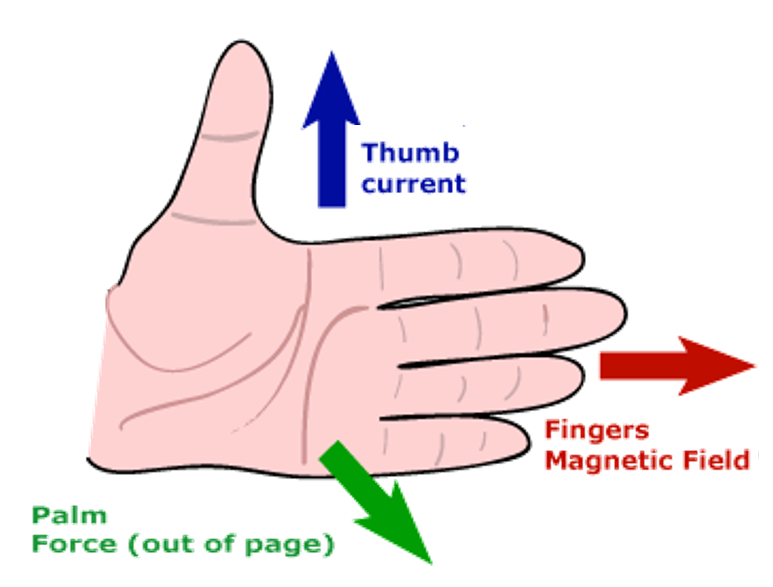 Thumb
current
Fingers
Magnetic Field
Palm
Force (out of page)